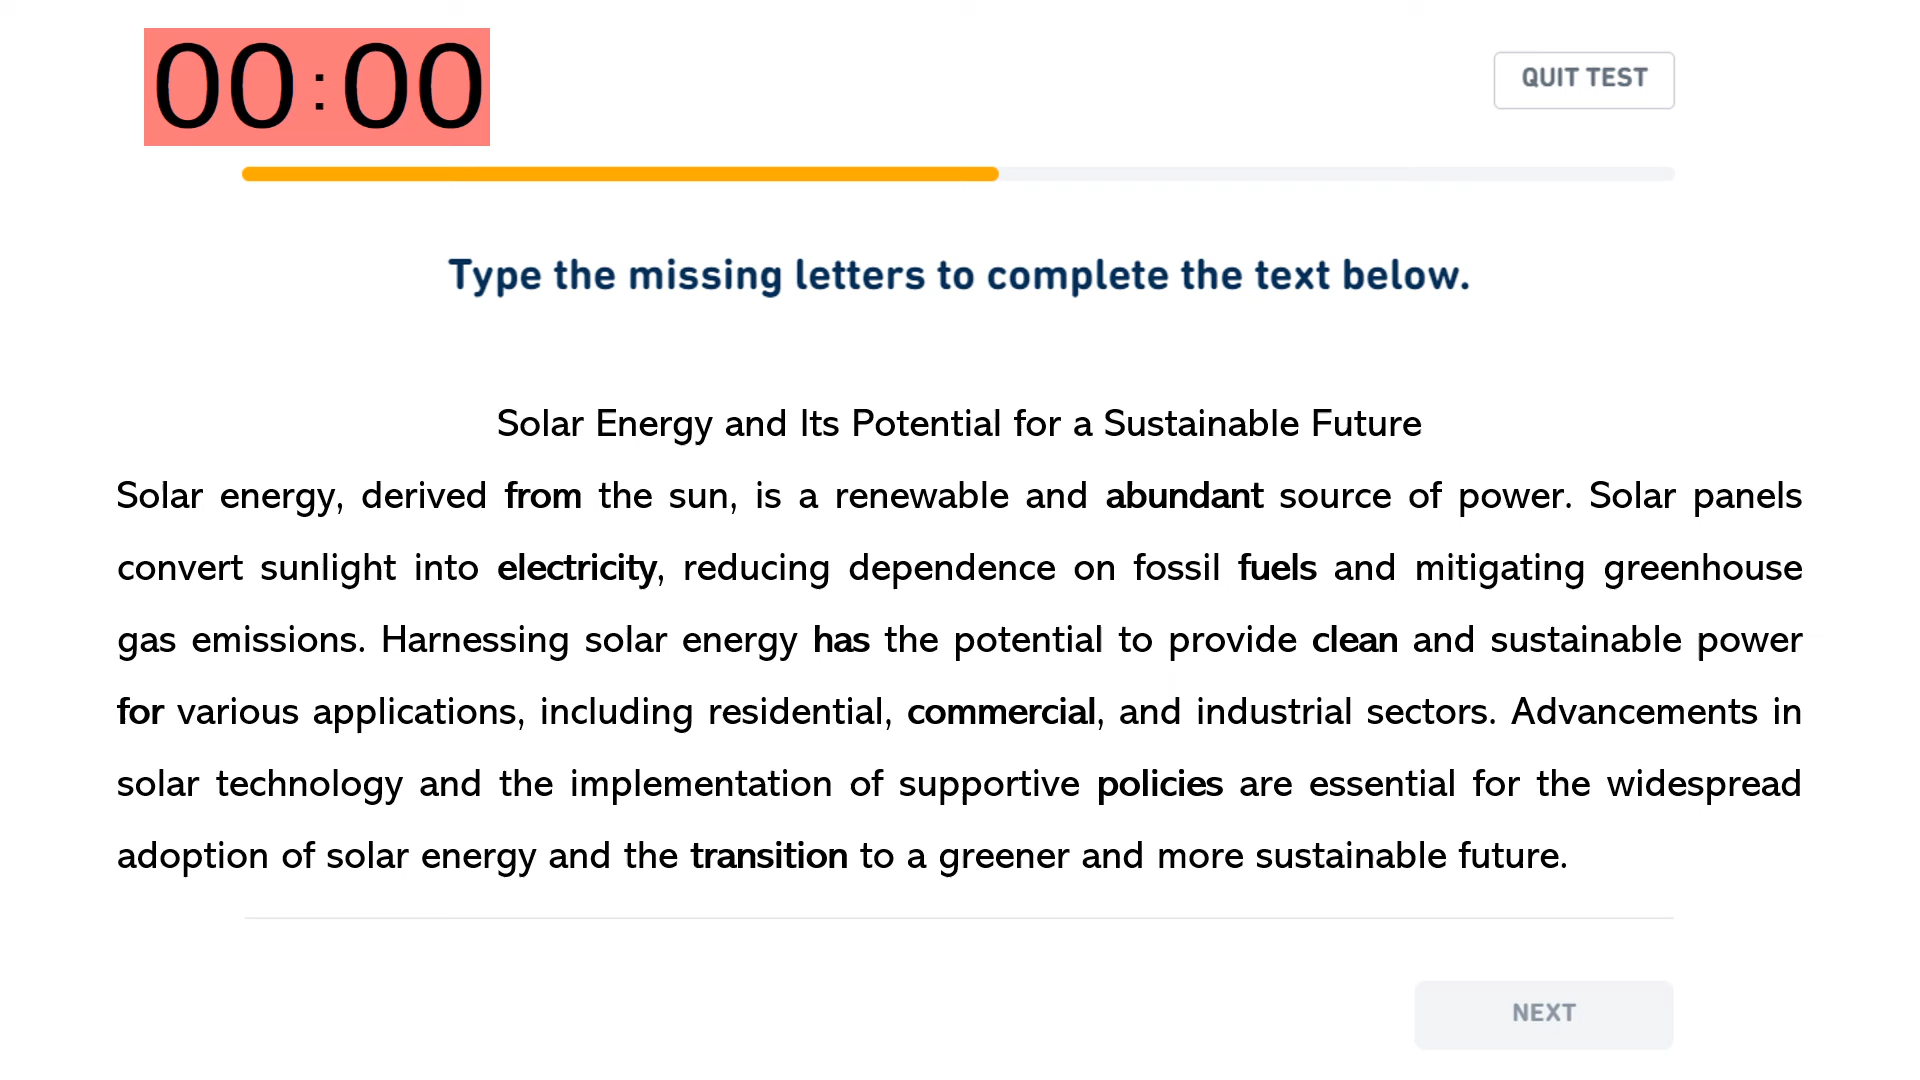 00:00
QUIT TEST
Type the missing letters to complete the text below.
Solar Energy and Its Potential for a Sustainable Future
Solar energy, derived from the sun, is a renewable and abundant source of power. Solar panels
convert sunlight into electricity, reducing dependence on fossil fuels and mitigating greenhouse
gas emissions. Harnessing solar energy has the potential to provide clean and sustainable power
for various applications, including residential, commercial, and industrial sectors. Advancements in
solar technology and the implementation of supportive policies are essential for the widespread
adoption of solar energy and the transition to a greener and more sustainable future.
NEXT